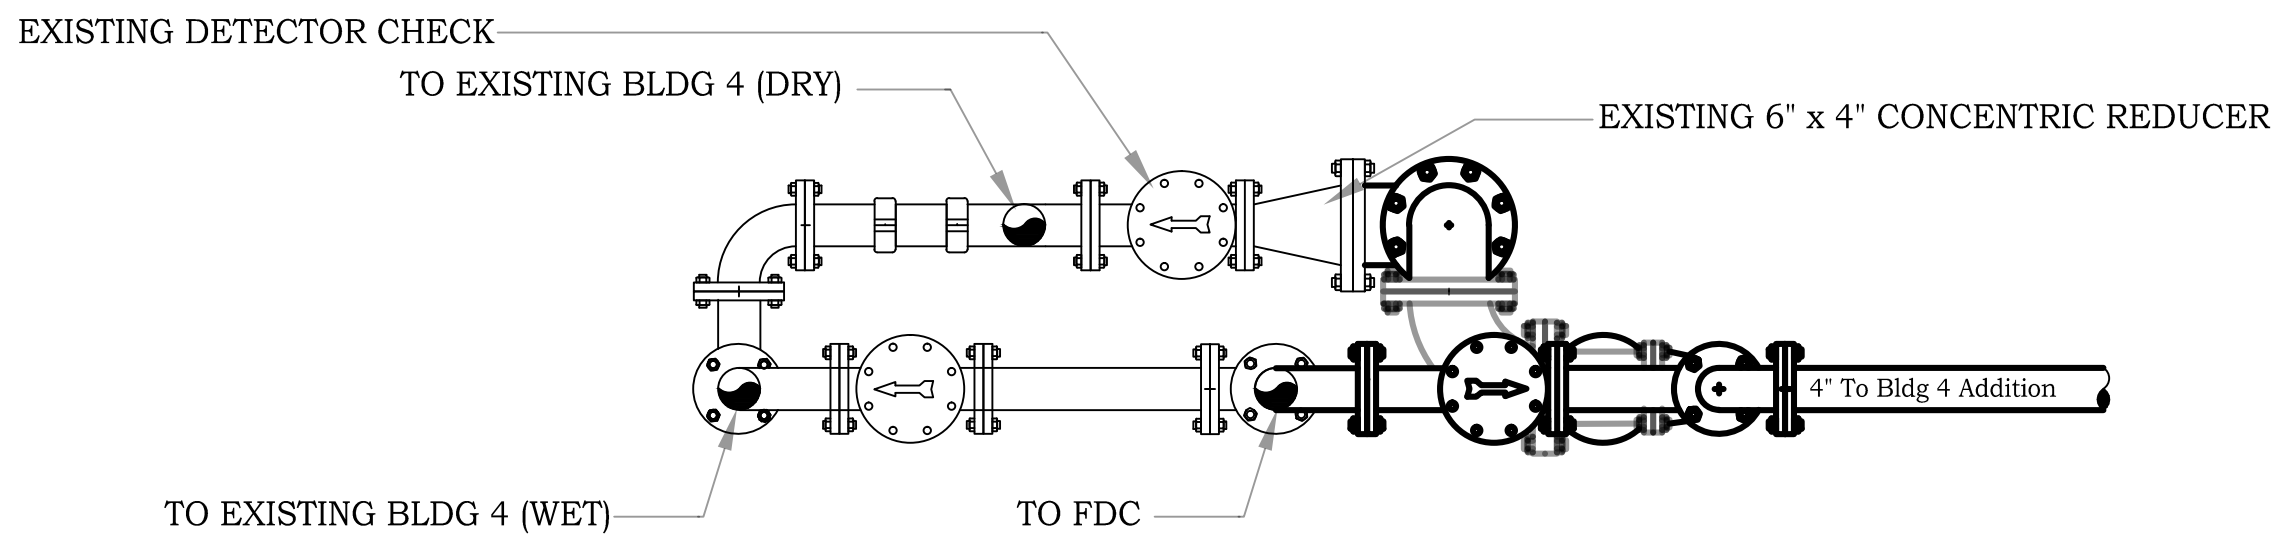 EXISTING DETECTOR CHECK
TO EXISTING BLDG 4 (DRY)
EXISTING 6" x 4" CONCENTRIC REDUCER
4" To Bldg 4 Addition
TO EXISTING BLDG 4 (WET)
TO FDC